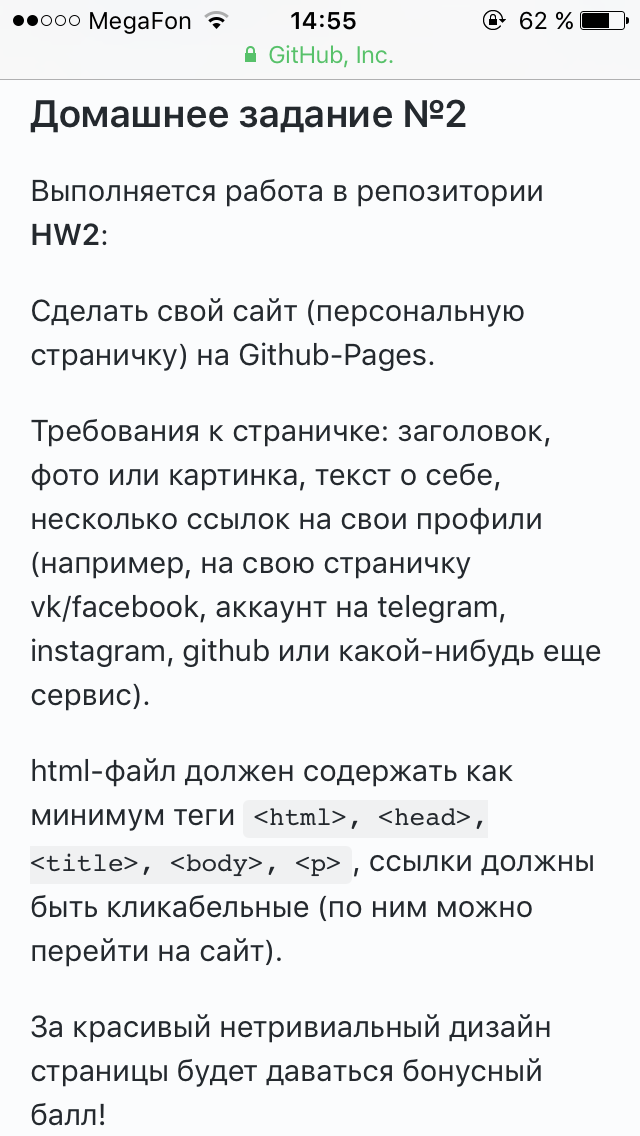 MegaFon 14:55 62 %
GitHub, Inc.
Домашнее задание №2
Выполняется работа в репозитории
HW2:
Сделать свой сайт (персональную
страничку) на Github-Pages.
Требования к страничке: заголовок,
фото или картинка, текст о себе,
несколько ссылок на свои профили
(например, на свою страничку
vk/facebook, аккаунт на telegram,
instagram, github или какой-нибудь еще
сервис).
html-файл должен содержать как
минимум теги <html>, <head>,
<title>, <body>, <p> , ссылки должны
быть кликабельные (по ним можно
перейти на сайт).
За красивый нетривиальный дизайн
страницы будет даваться бонусный
балл!